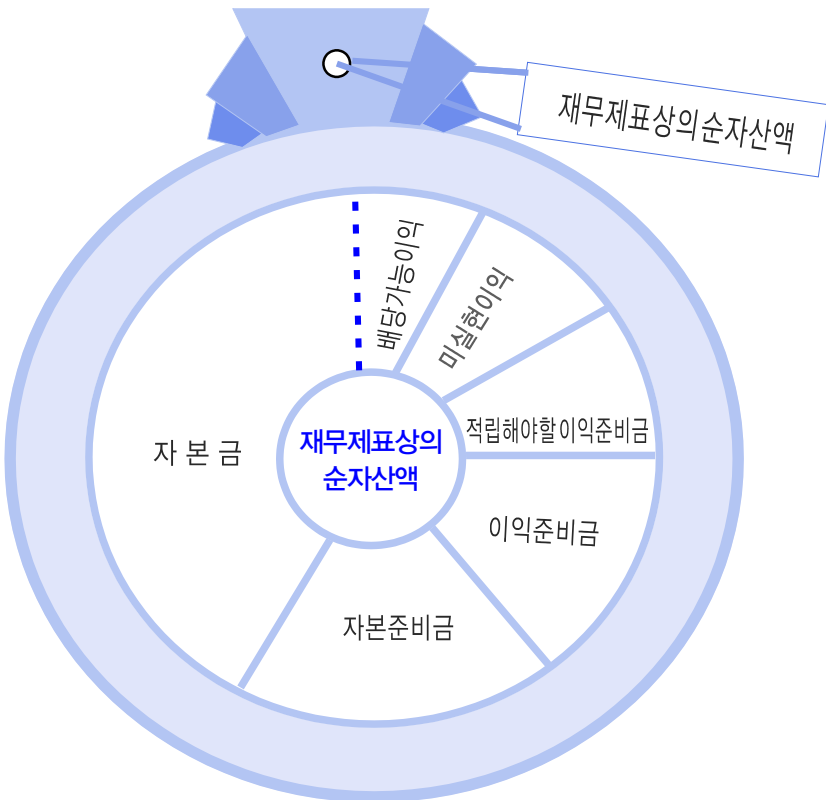 재무제표상의순자산액
배당가능이익
미실현이익
적립해야할이익준비금
자 본 금
재무제표상의
순자산액
이익준비금
자본준비금